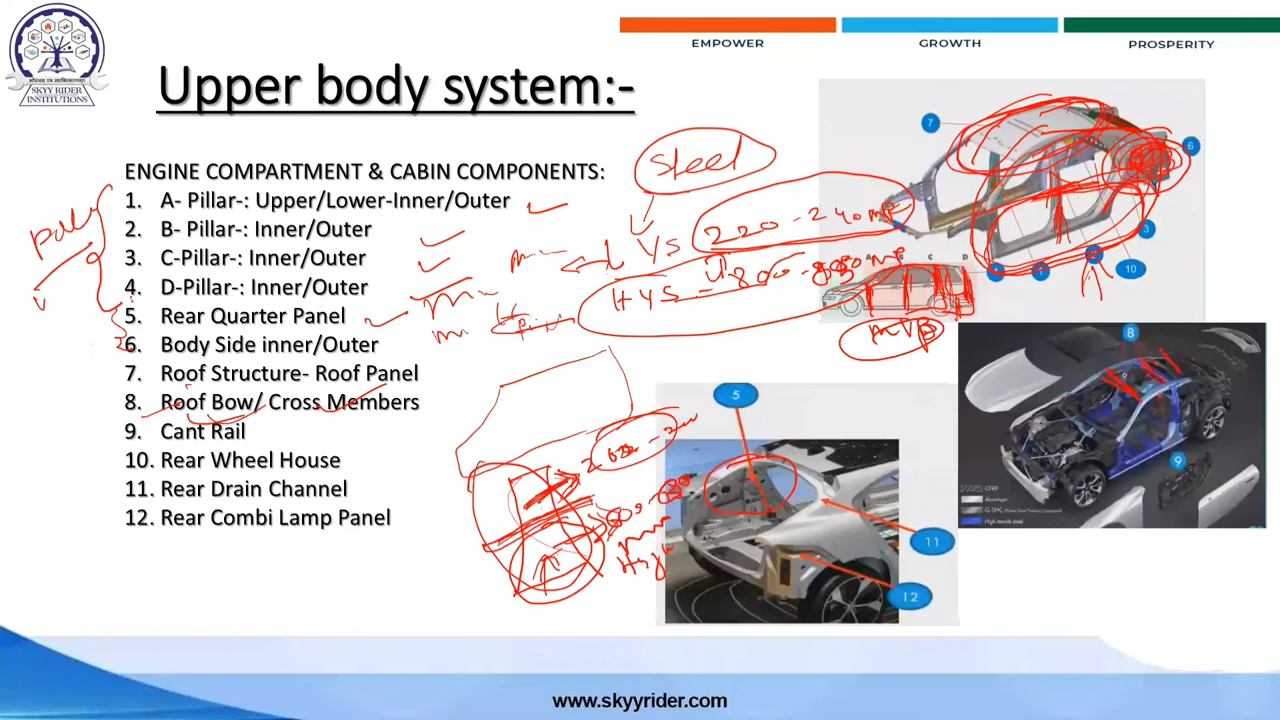 SKYY RIDER
INSTITUTIONS
EMPOWER
GROWTH
PROSPERITY
Upper body system:-
ENGINE COMPARTMENT & CABIN COMPONENTS:
1. A- Pillar-: Upper/Lower-Inner/Outer
2. B- Pillar-: Inner/Outer
3. C-Pillar-: Inner/Outer
4. D-Pillar-: Inner/Outer
5. Rear Quarter Panel
6. Body Side inner/Outer
7. Roof Structure- Roof Panel
8. Roof Bow/ Cross Members
9. Cant Rail
10. Rear Wheel House
11. Rear Drain Channel
12. Rear Combi Lamp Panel
Steel
220 - 240 mp
HYS
MVB
7
6
3
10
A B C D
8
9
Aluminum
High tensile steel
5
11
12
www.skyyrider.com